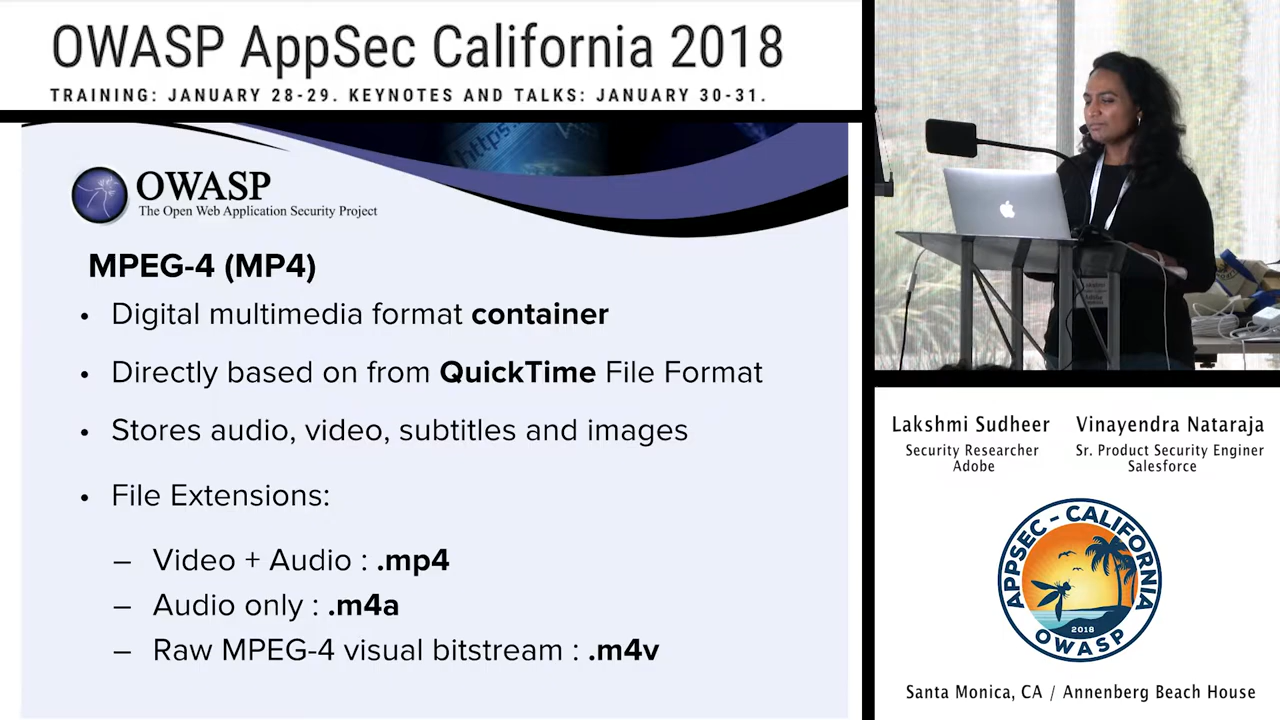 OWASP AppSec California 2018
TRAINING: JANUARY 28-29. KEYNOTES AND TALKS: JANUARY 30-31.
https:
OWASP
The Open Web Application Security Project
MPEG-4 (MP4)
• Digital multimedia format container
• Directly based on from QuickTime File Format
• Stores audio, video, subtitles and images
• File Extensions:
– Video + Audio : .mp4
– Audio only : .m4a
– Raw MPEG-4 visual bitstream : .m4v
Lakshmi Sudheer
Security Researcher
Adobe
Vinayendra Nataraja
Sr. Product Security Enginer
Salesforce
APPSEC - CALIFORNIA
2018
OWASP
Santa Monica, CA / Annenberg Beach House